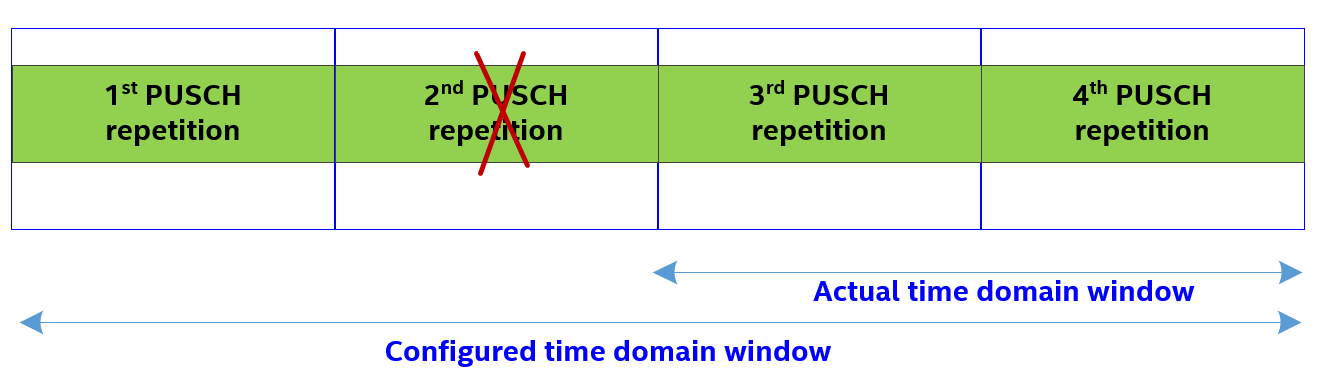 1st PUSCH
repetition
2nd PUSCH
repetition
3rd PUSCH
repetition
4th PUSCH
repetition
Actual time domain window
Configured time domain window